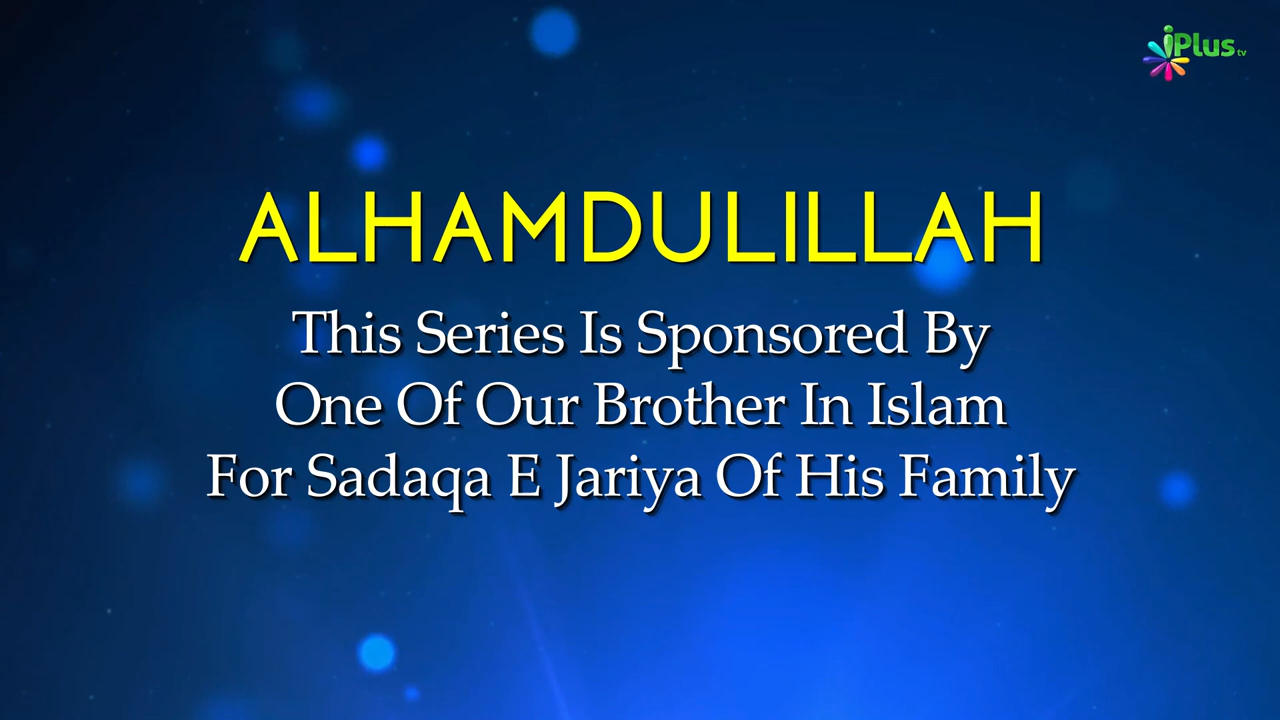 iPlus tv
ALHAMDULILLAH
This Series Is Sponsored By
One Of Our Brother In Islam
For Sadaqa E Jariya Of His Family